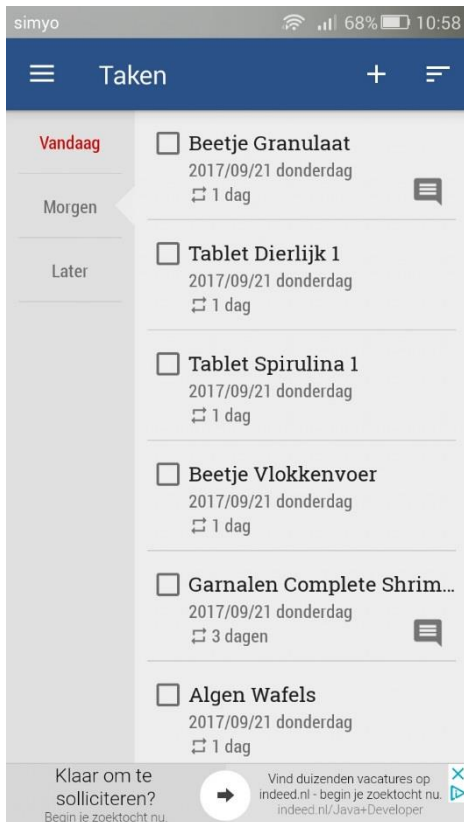 simyo 68% 10:58
Taken
Vandaag
Morgen
Later
Beetje Granulaat
2017/09/21 donderdag
1 dag
Tablet Dierlijk 1
2017/09/21 donderdag
1 dag
Tablet Spirulina 1
2017/09/21 donderdag
1 dag
Beetje Vlokkenvoer
2017/09/21 donderdag
1 dag
Garnalen Complete Shrim...
2017/09/21 donderdag
3 dagen
Algen Wafels
2017/09/21 donderdag
1 dag
Klaar om te
solliciteren?
Begin je zoektocht nu.
Vind duizenden vacatures op
indeed.nl - begin je zoektocht nu.
indeed.nl/Java+Developer